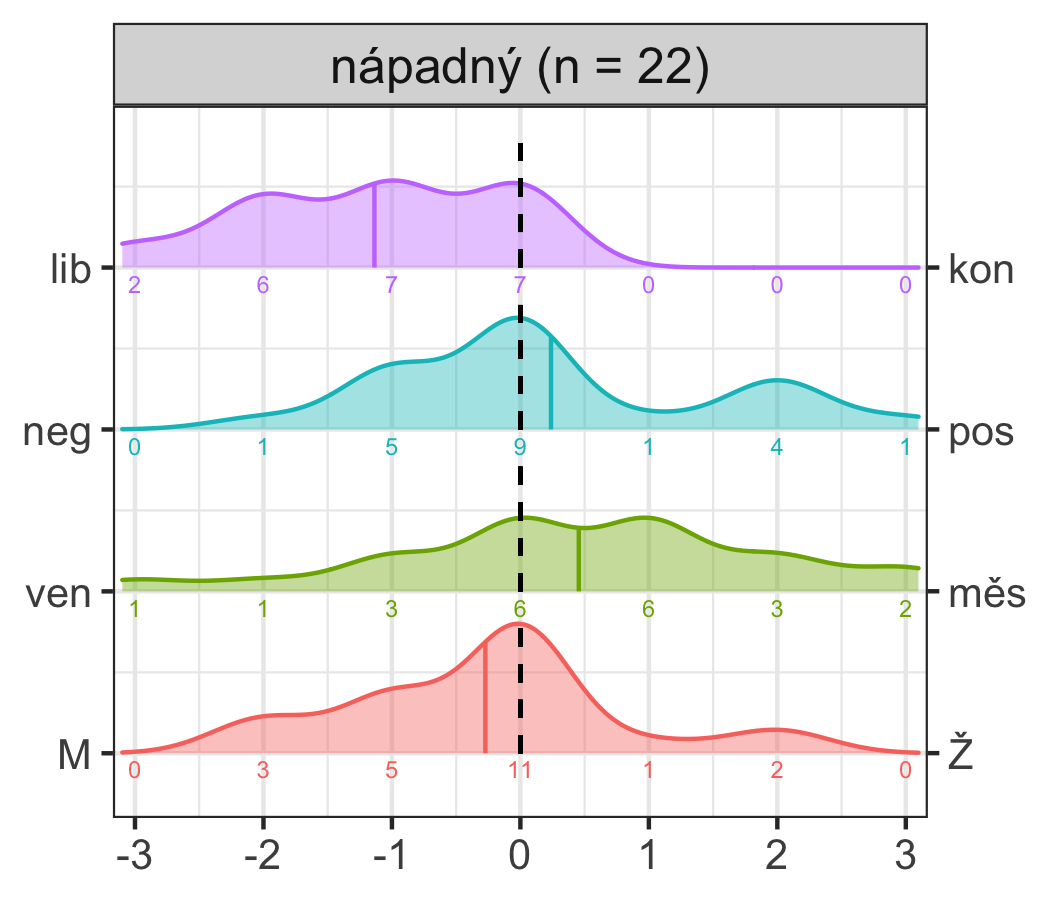 nápadný (n = 22)
lib kon
2 6 7 7 0 0 0
neg pos
0 1 5 9 1 4 1
ven měs
1 1 3 6 6 3 2
M Ž
0 3 5 11 1 2 0
-3 -2 -1 0 1 2 3